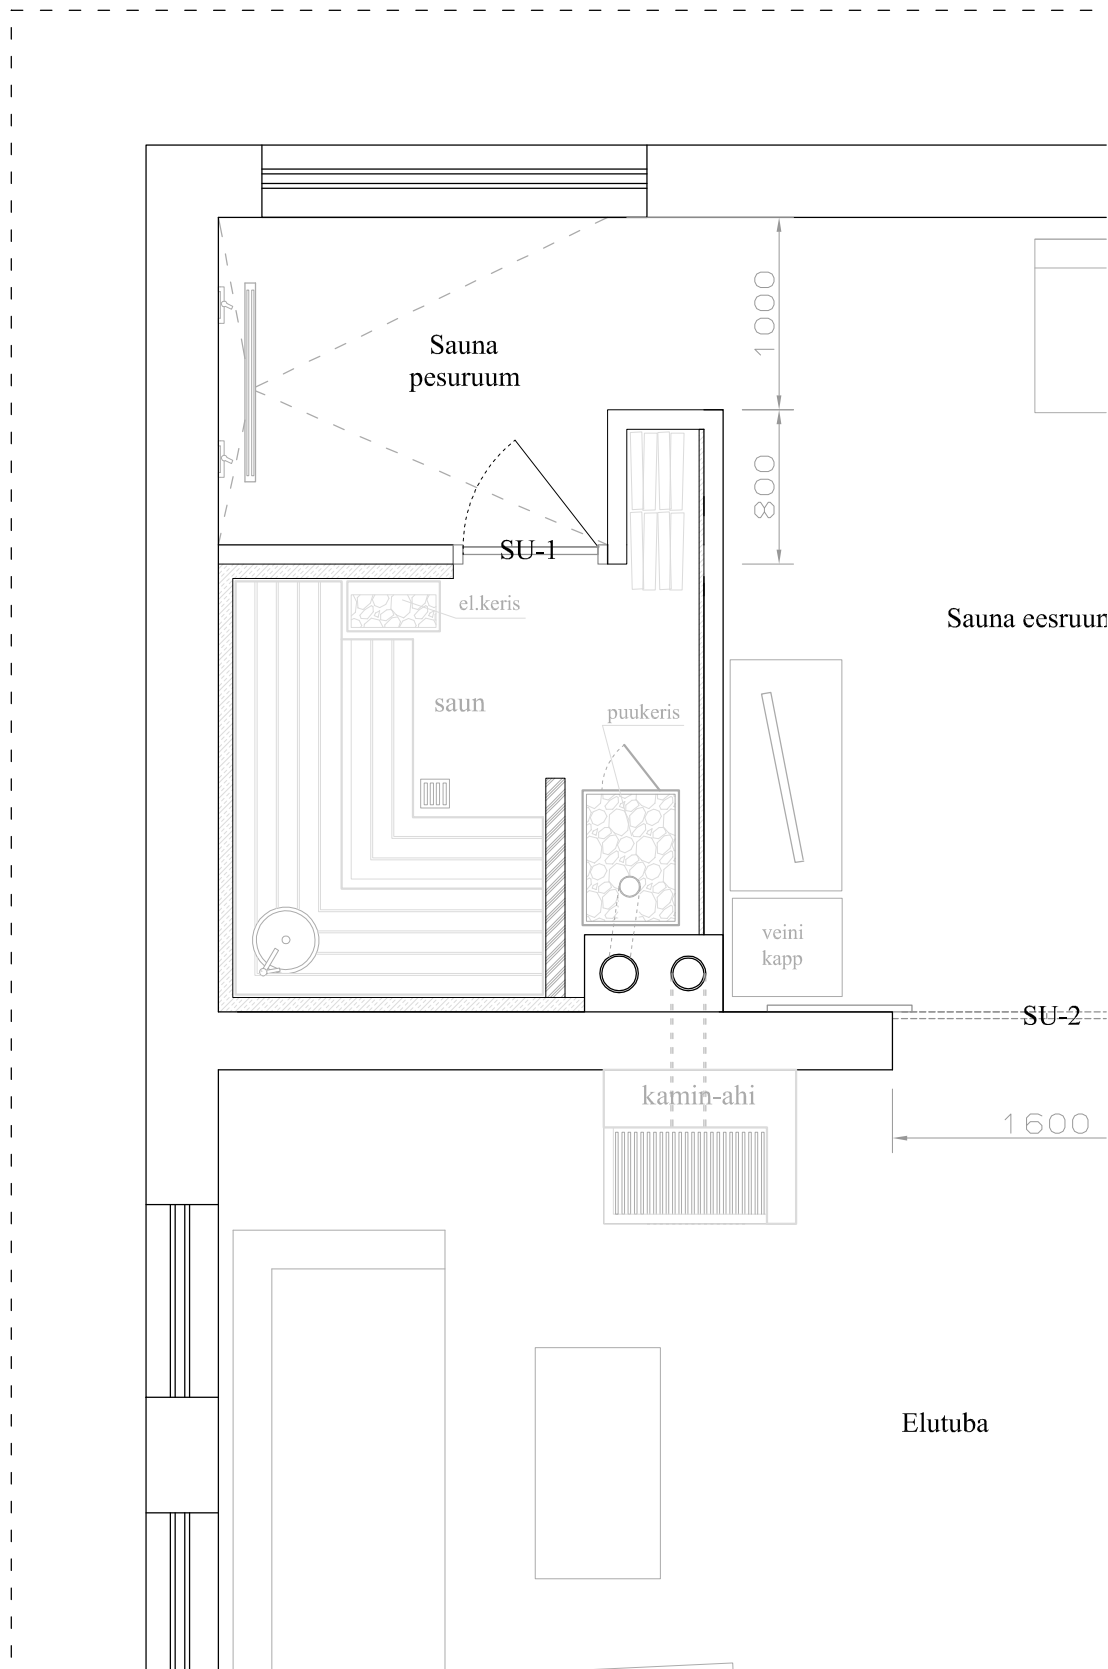 1000
Sauna
pesuruum
800
SU-1
el.keris
Sauna eesruum
saun
puukeris
veini
kapp
SU-2
kamin-ahi
1600
Elutuba